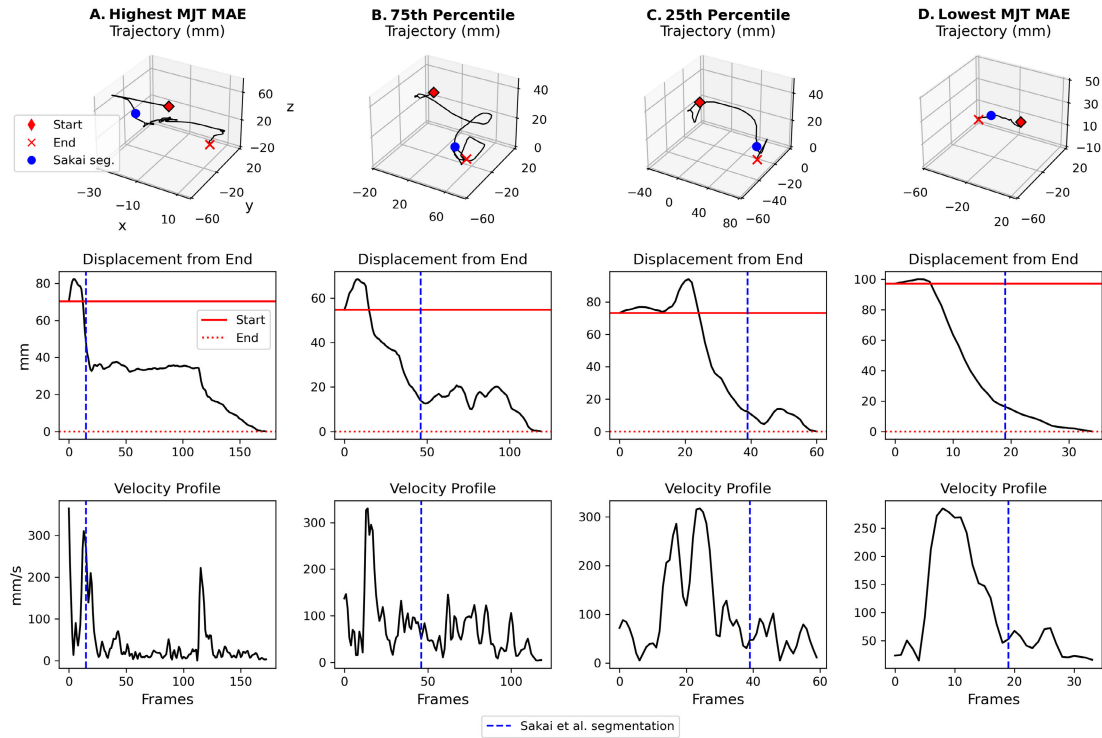 A. Highest MJT MAE
Trajectory (mm)
B. 75th Percentile
Trajectory (mm)
C. 25th Percentile
Trajectory (mm)
D. Lowest MJT MAE
Trajectory (mm)
Start
End
Sakai seg.
60
20
−20
z
20
−20
−60
y
−30
−10
10
x
40
20
0
20
−20
−60
−20
20
60
40
20
0
20
0
−20
−40
−60
−40
0
40
80
50
30
10
−10
20
−20
−60
−60
−20
20
Displacement from End
Displacement from End
Displacement from End
Displacement from End
mm
80
60
40
20
0
0 50 100 150
Start
End
60
40
20
0
0 50 100
80
60
40
20
0
0 20 40 60
100
80
60
40
20
0
0 10 20 30
Velocity Profile
Velocity Profile
Velocity Profile
Velocity Profile
mm/s
300
200
100
0
0 50 100 150
Frames
300
200
100
0
0 50 100
Frames
300
200
100
0
0 20 40 60
Frames
250
200
150
100
50
0 10 20 30
Frames
Sakai et al. segmentation